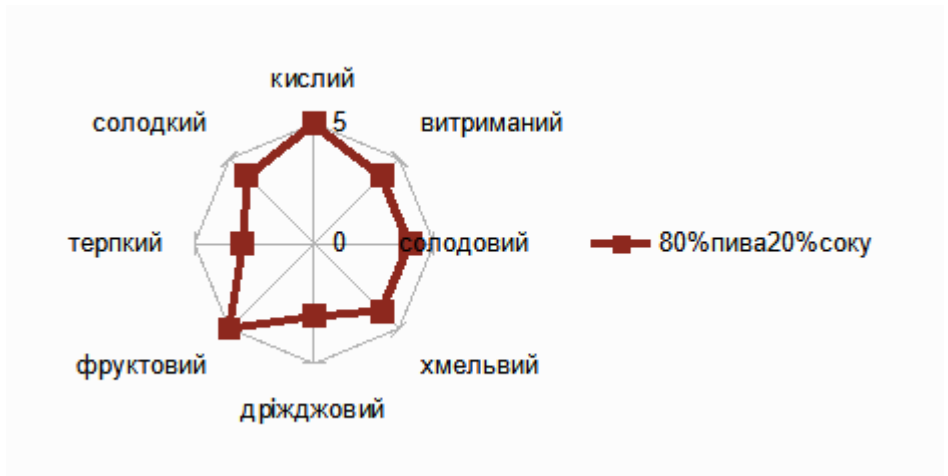 кислий
солодкий
5
витриманий
терпкий
0
солодовий
80%пива20%соку
фруктовий
хмельвий
дріжджовий